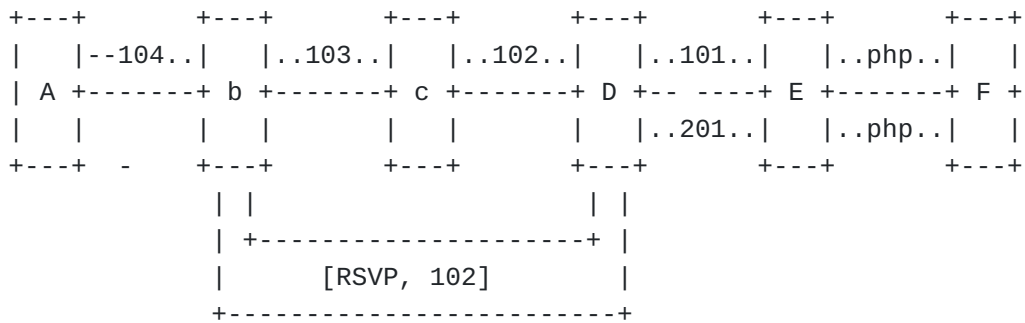 +---+       +---+       +---+       +---+       +---+       +---+
|   |--104..|   |..103..|   |..102..|   |..101..|   |..php..|   |
| A +-------+ b +-------+ c +-------+ D +-- ----+ E +-------+ F +
|   |       |   |       |   |       |   |..201..|   |..php..|   |
+---+  -    +---+       +---+       +---+       +---+       +---+
             | |                     | |
             | +---------------------+ |
             |      [RSVP, 102]        |
             +-------------------------+